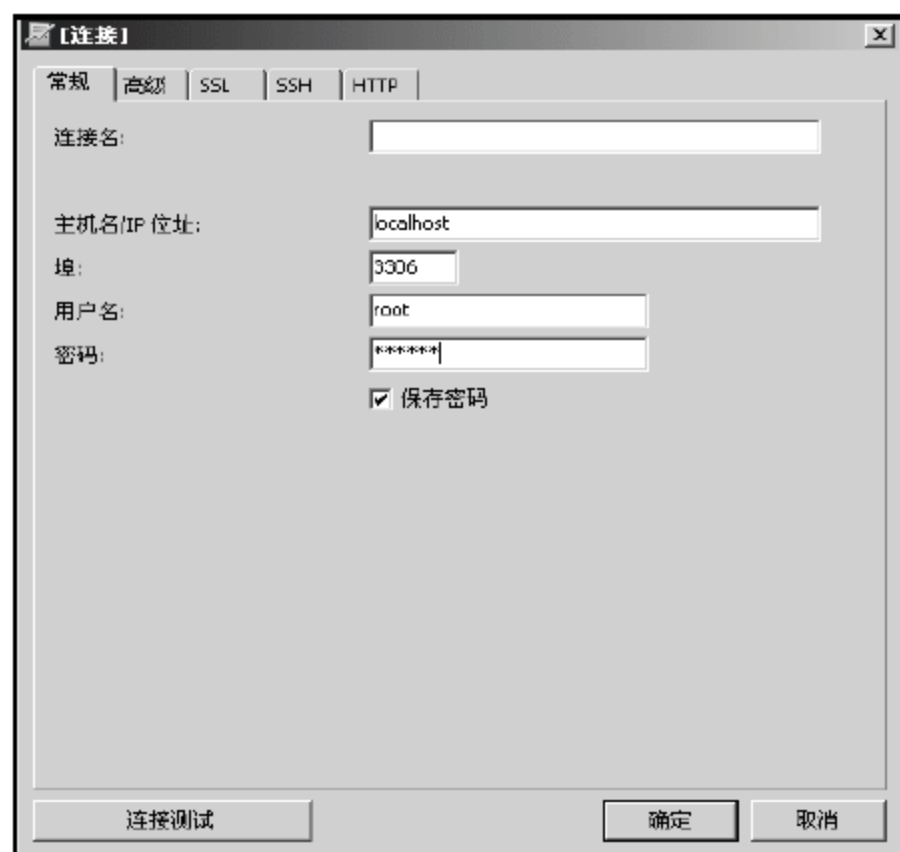 [连接]
常规 高级 SSL SSH HTTP
连接名:
主机名/IP 位址: localhost
埠: 3306
用户名: root
密码: ******
保存密码
连接测试 确定 取消